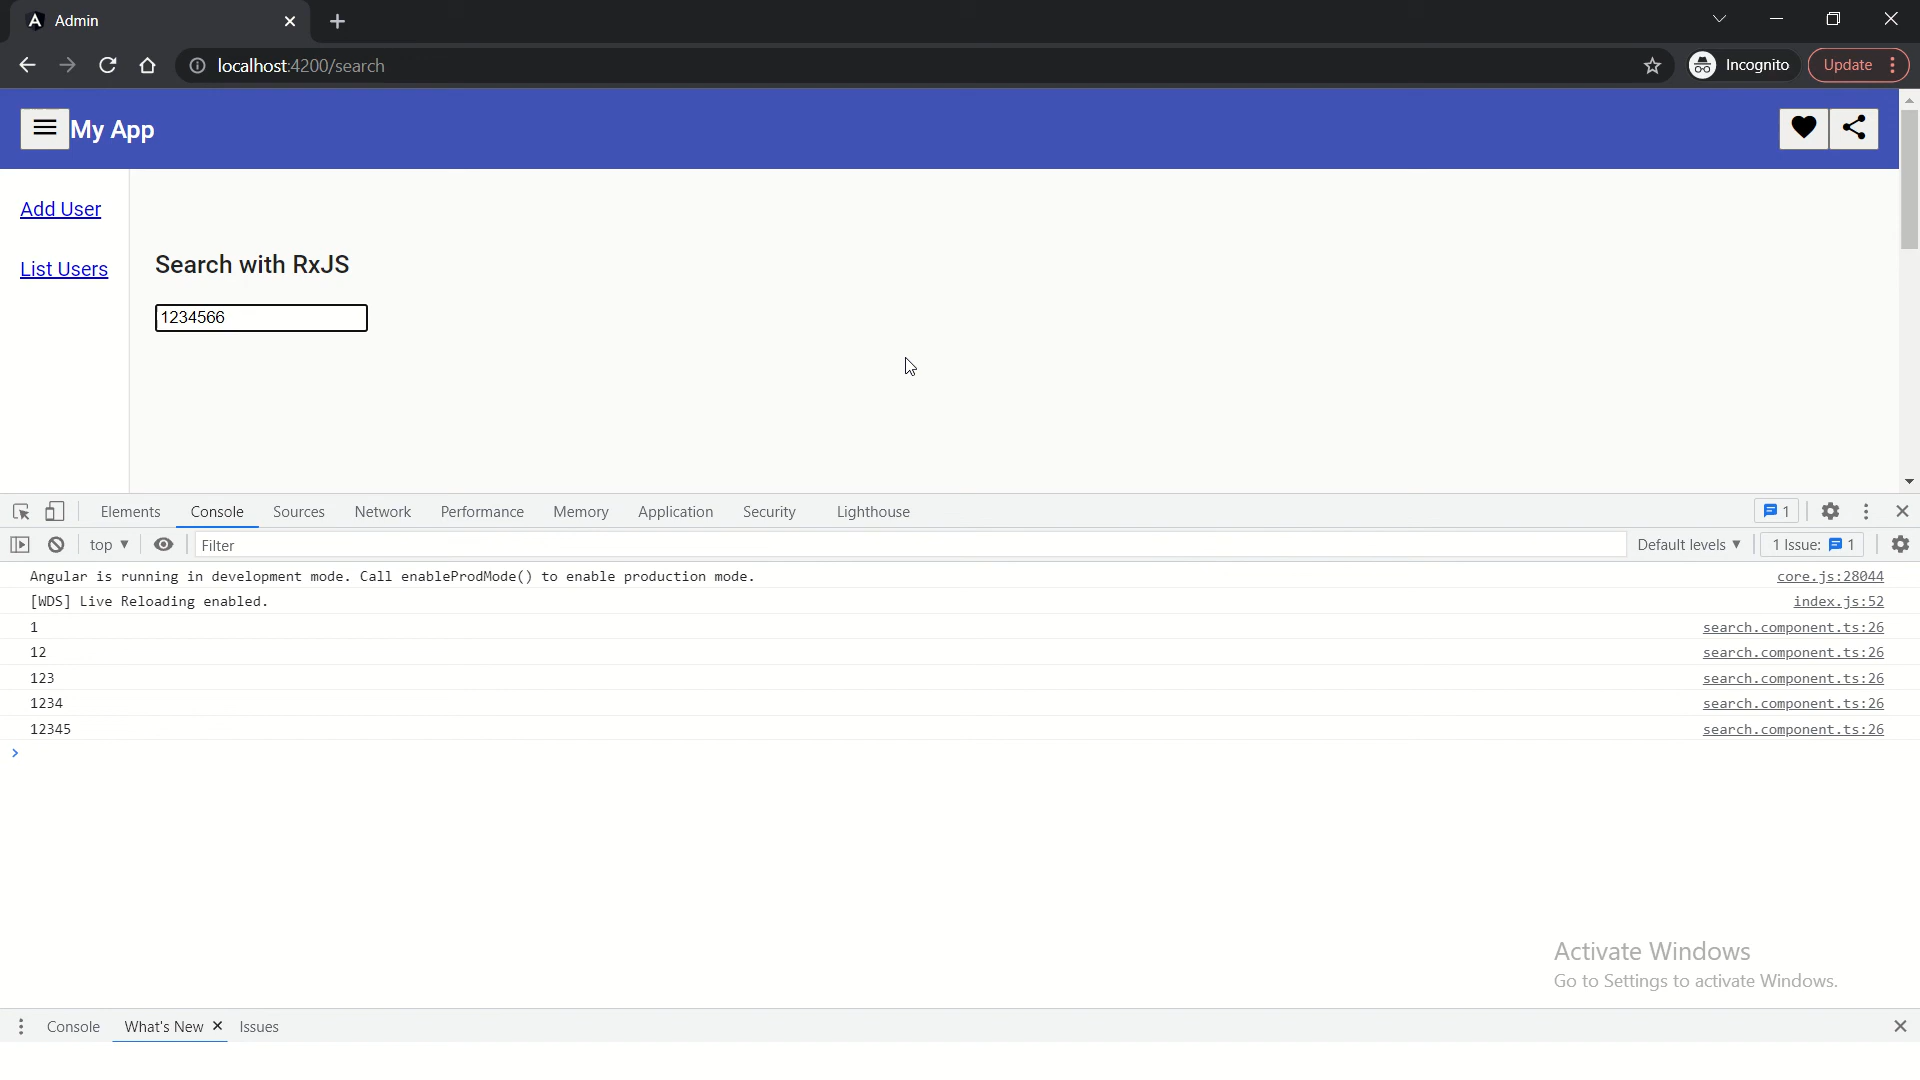 Admin
localhost:4200/search
Incognito
Update
My App
Add User
List Users
Search with RxJS
1234566
Elements Console Sources Network Performance Memory Application Security Lighthouse 1
top Filter Default levels 1 Issue: 1
Angular is running in development mode. Call enableProdMode() to enable production mode. core.js:28044
[WDS] Live Reloading enabled. index.js:52
1 search.component.ts:26
12 search.component.ts:26
123 search.component.ts:26
1234 search.component.ts:26
12345 search.component.ts:26
Activate Windows
Go to Settings to activate Windows.
Console What's New Issues